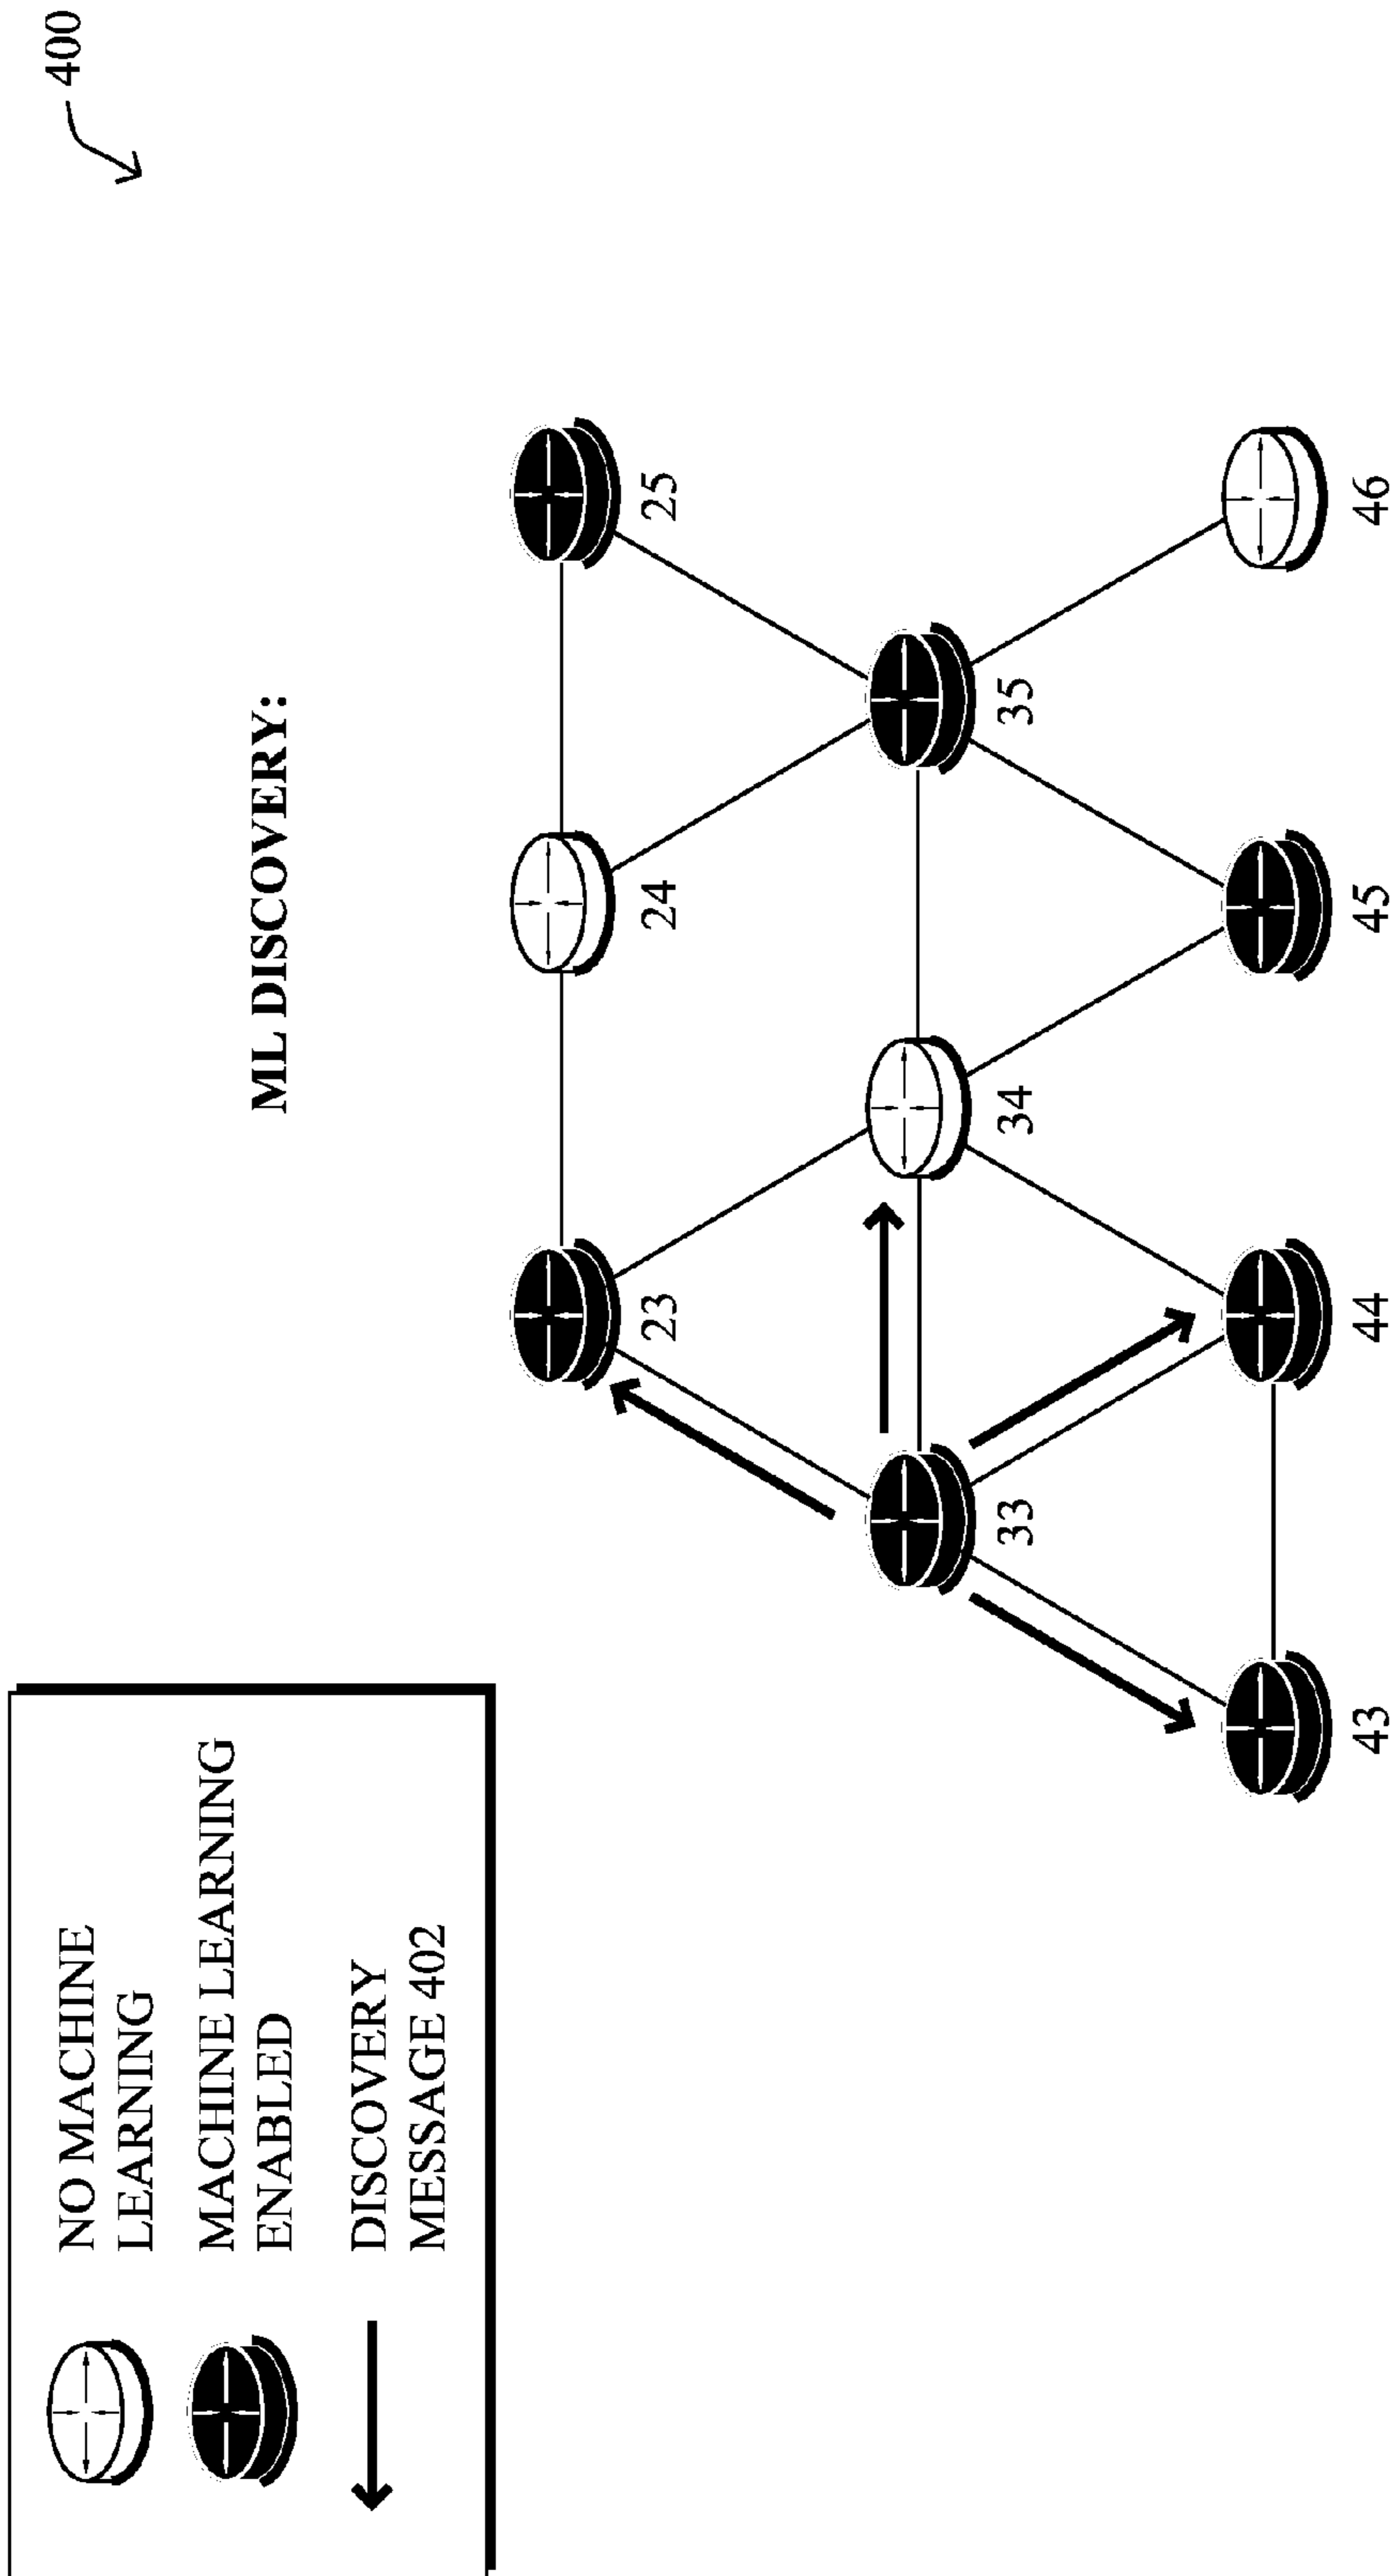 400
NO MACHINE
LEARNING
MACHINE LEARNING
ENABLED
DISCOVERY
MESSAGE 402
ML DISCOVERY:
23
24
25
33
34
35
43
44
45
46